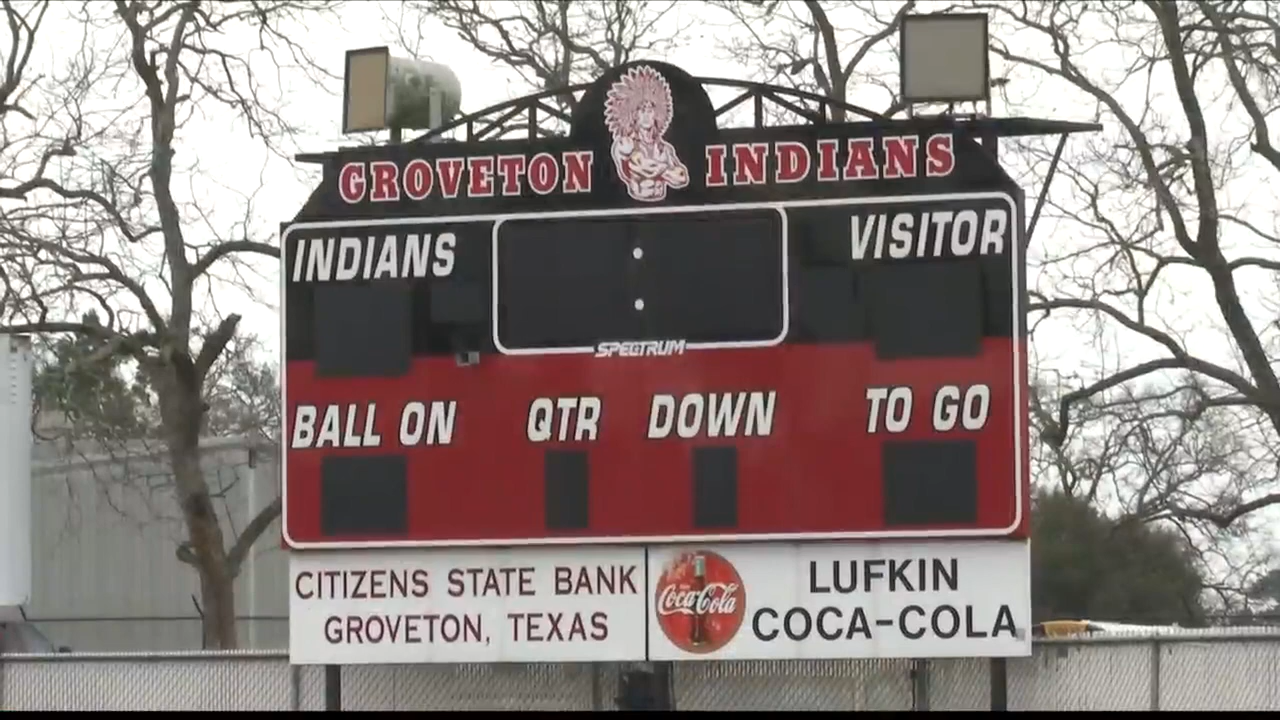 GROVETON INDIANS
INDIANS
VISITOR
SPECTRUM
BALL ON
QTR
DOWN
TO GO
CITIZENS STATE BANK
GROVETON, TEXAS
Coca-Cola
LUFKIN
COCA-COLA